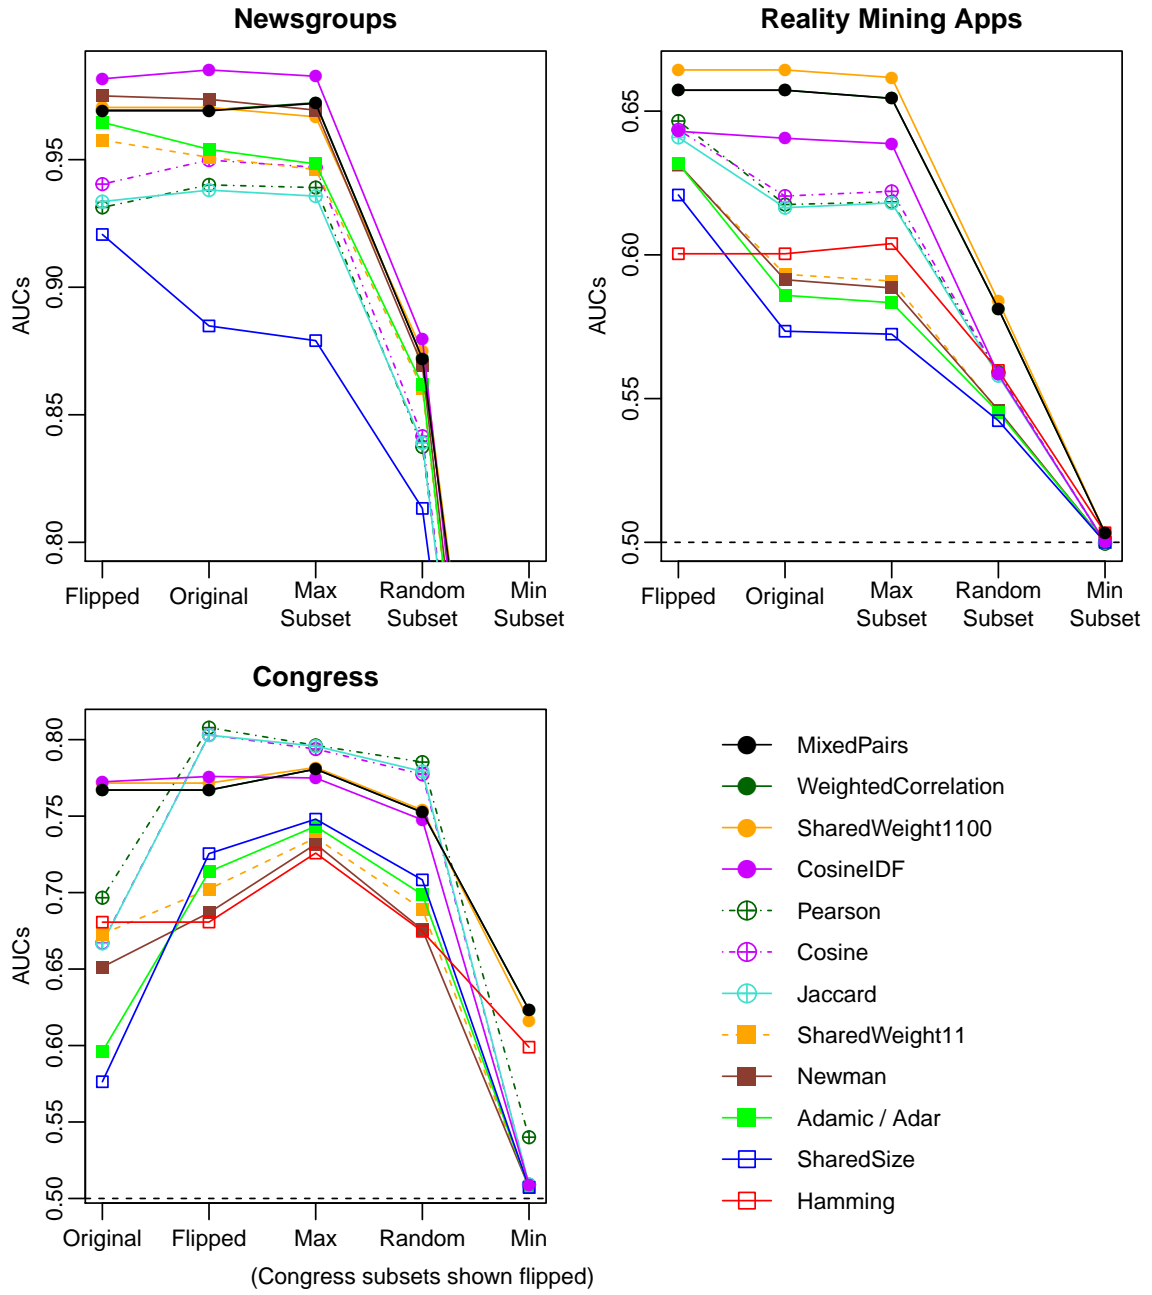 Newsgroups
AUCs
0.95
0.90
0.85
0.80
Flipped
Original
Max
Subset
Random
Subset
Min
Subset
Reality Mining Apps
AUCs
0.65
0.60
0.55
0.50
Flipped
Original
Max
Subset
Random
Subset
Min
Subset
Congress
AUCs
0.80
0.75
0.70
0.65
0.60
0.55
0.50
Original
Flipped
Max
Random
Min
(Congress subsets shown flipped)
MixedPairs
WeightedCorrelation
SharedWeight1100
CosineIDF
Pearson
Cosine
Jaccard
SharedWeight11
Newman
Adamic / Adar
SharedSize
Hamming